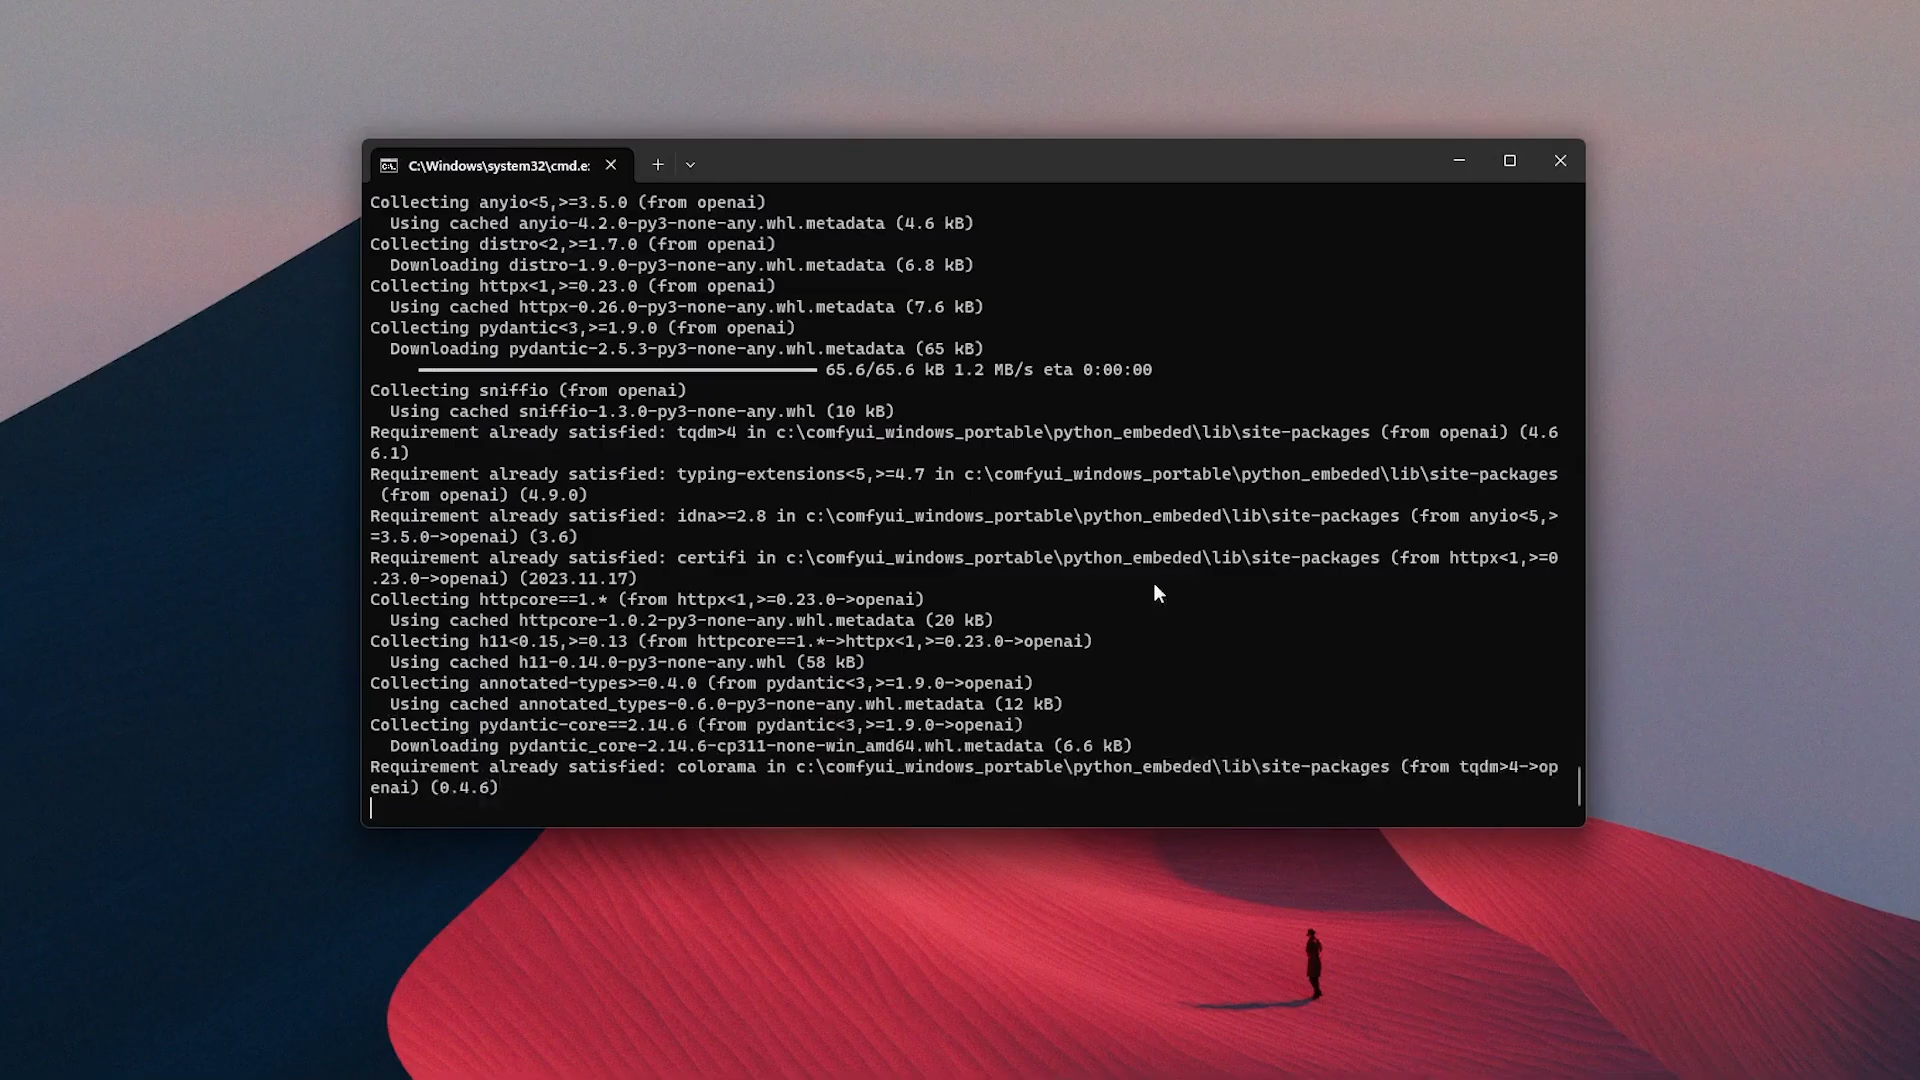 C:\Windows\system32\cmd.e:
Collecting anyio<5,>=3.5.0 (from openai)
Using cached anyio-4.2.0-py3-none-any.whl.metadata (4.6 kB)
Collecting distro<2,>=1.7.0 (from openai)
Downloading distro-1.9.0-py3-none-any.whl.metadata (6.8 kB)
Collecting httpx<1,>=0.23.0 (from openai)
Using cached httpx-0.26.0-py3-none-any.whl.metadata (7.6 kB)
Collecting pydantic<3,>=1.9.0 (from openai)
Downloading pydantic-2.5.3-py3-none-any.whl.metadata (65 kB)
65.6/65.6 kB 1.2 MB/s eta 0:00:00
Collecting sniffio (from openai)
Using cached sniffio-1.3.0-py3-none-any.whl (10 kB)
Requirement already satisfied: tqdm>4 in c:\comfyui_windows_portable\python_embeded\lib\site-packages (from openai) (4.6
6.1)
Requirement already satisfied: typing-extensions<5,>=4.7 in c:\comfyui_windows_portable\python_embeded\lib\site-packages
(from openai) (4.9.0)
Requirement already satisfied: idna>=2.8 in c:\comfyui_windows_portable\python_embeded\lib\site-packages (from anyio<5,>
=3.5.0->openai) (3.6)
Requirement already satisfied: certifi in c:\comfyui_windows_portable\python_embeded\lib\site-packages (from httpx<1,>=0
.23.0->openai) (2023.11.17)
Collecting httpcore==1.* (from httpx<1,>=0.23.0->openai)
Using cached httpcore-1.0.2-py3-none-any.whl.metadata (20 kB)
Collecting h11<0.15,>=0.13 (from httpcore==1.*->httpx<1,>=0.23.0->openai)
Using cached h11-0.14.0-py3-none-any.whl (58 kB)
Collecting annotated-types>=0.4.0 (from pydantic<3,>=1.9.0->openai)
Using cached annotated_types-0.6.0-py3-none-any.whl.metadata (12 kB)
Collecting pydantic-core==2.14.6 (from pydantic<3,>=1.9.0->openai)
Downloading pydantic_core-2.14.6-cp311-none-win_amd64.whl.metadata (6.6 kB)
Requirement already satisfied: colorama in c:\comfyui_windows_portable\python_embeded\lib\site-packages (from tqdm>4->op
enai) (0.4.6)